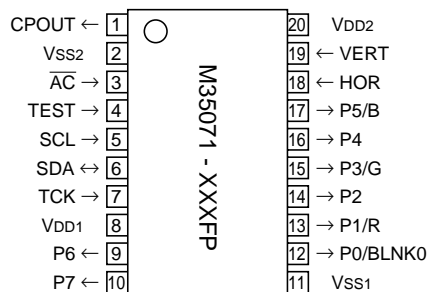 CPOUT ← 1
VSS2 2
A̅C̅ → 3
TEST → 4
SCL → 5
SDA ↔ 6
TCK → 7
VDD1 8
P6 ← 9
P7 ← 10
M35071 - XXXFP
20 VDD2
19 ← VERT
18 ← HOR
17 → P5/B
16 → P4
15 → P3/G
14 → P2
13 → P1/R
12 → P0/BLNK0
11 VSS1